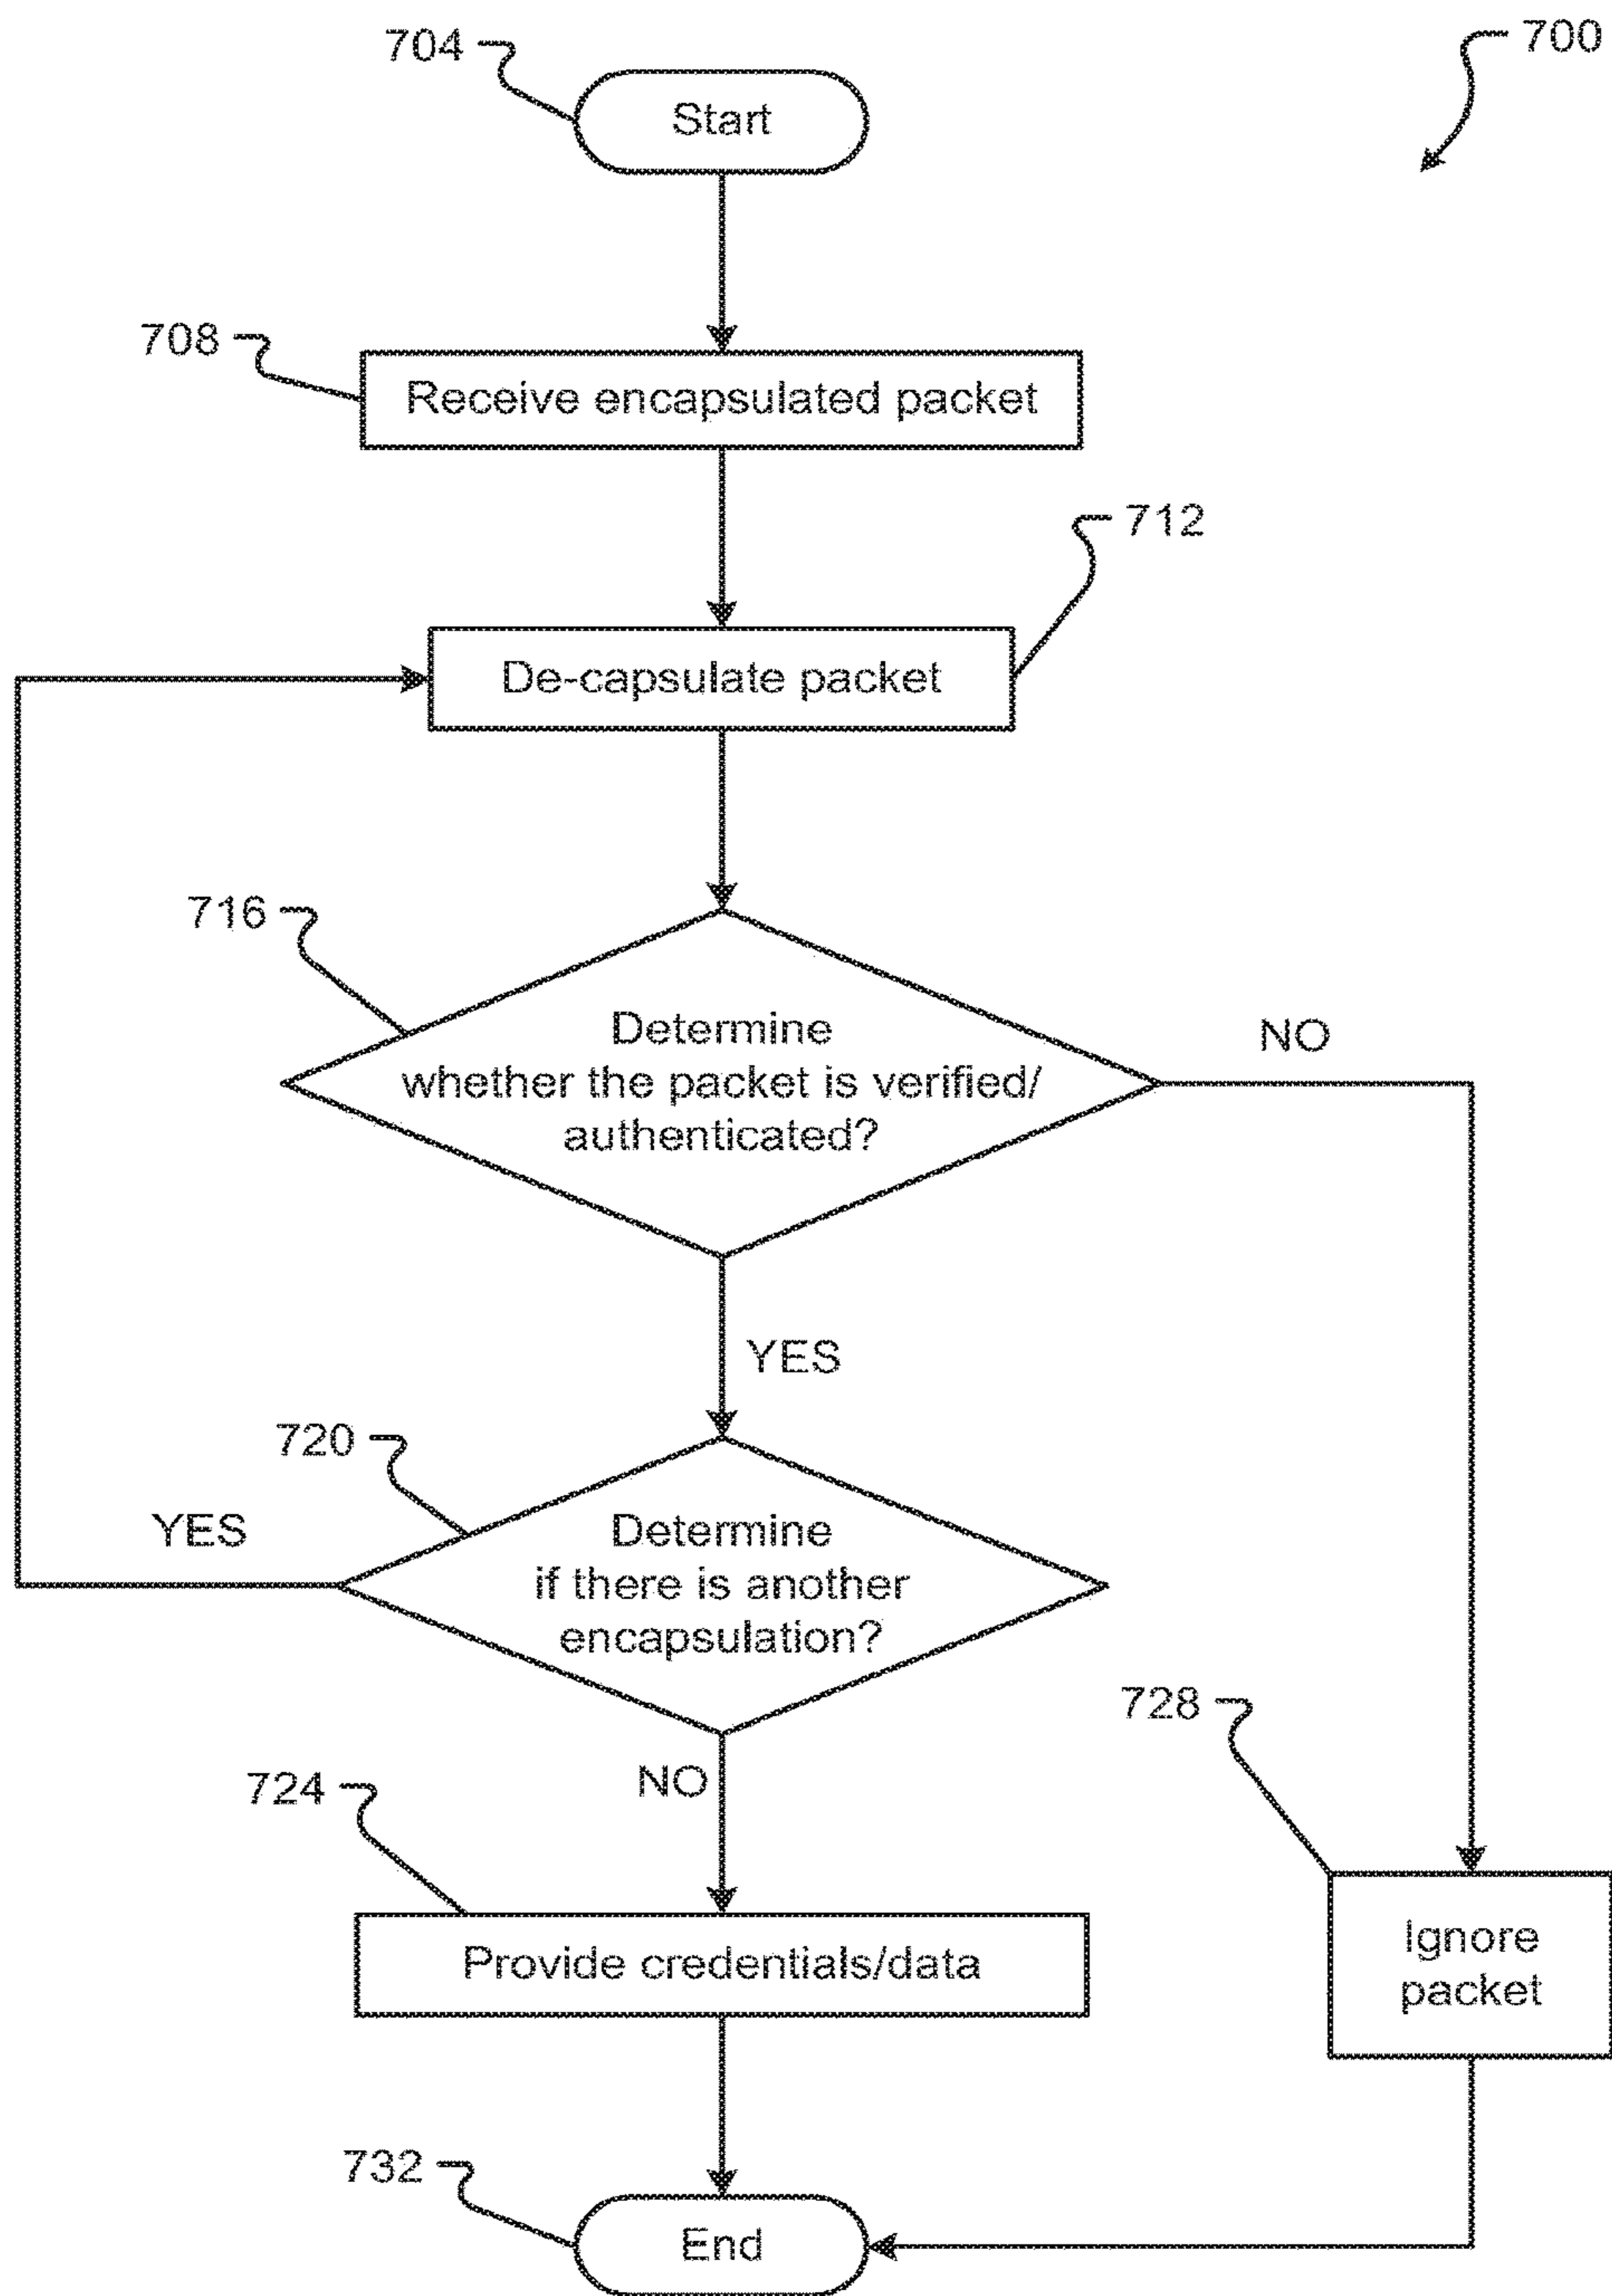 704
700
Start
708
Receive encapsulated packet
712
De-capsulate packet
716
Determine
whether the packet is verified/
authenticated?
NO
YES
720
YES
Determine
if there is another
encapsulation?
728
NO
724
Provide credentials/data
Ignore
packet
732
End